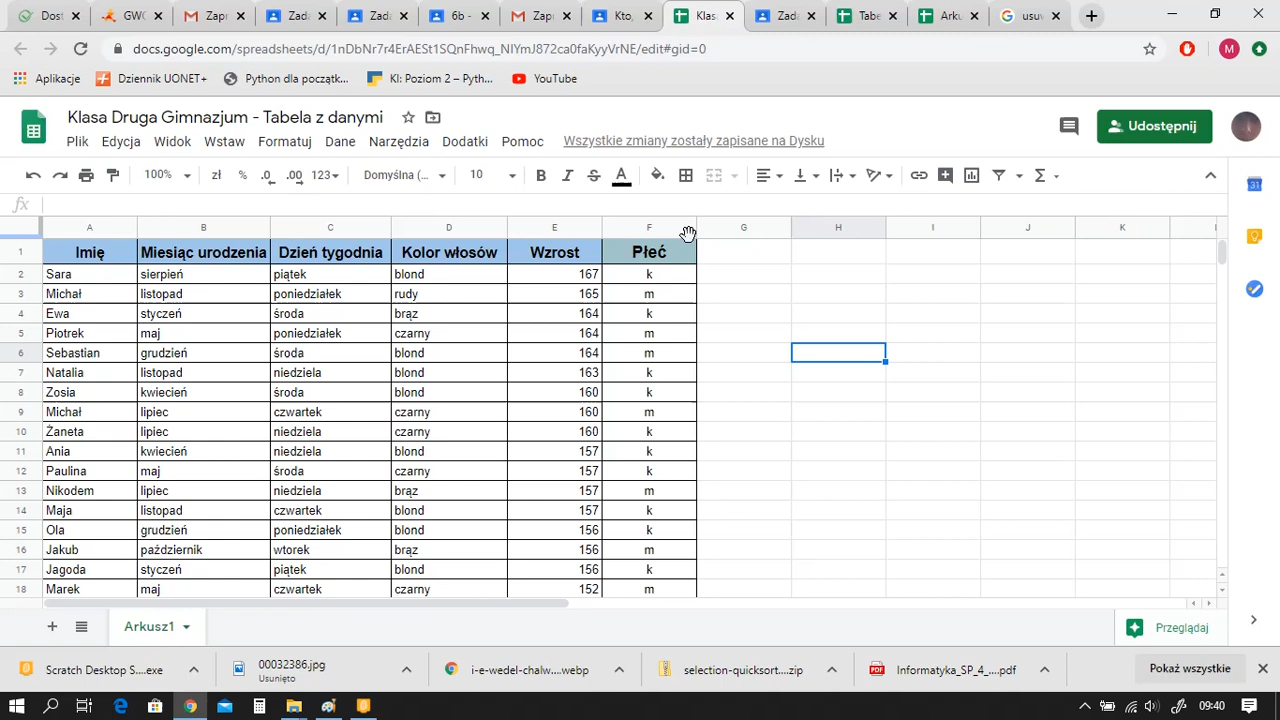 Dost
GWC
Zapr
Zada
Zada
6b -
Zapr
Kto,
Klas
Zada
Tabe
Arku
usuv
docs.google.com/spreadsheets/d/1nDbNr7r4ErAESt1SQnFhwq_NIYmJ872ca0faKyyVrNE/edit#gid=0
M
Aplikacje
Dziennik UONET+
Python dla początk...
KI: Poziom 2 – Pyth...
YouTube
Klasa Druga Gimnazjum - Tabela z danymi
Udostępnij
Plik Edycja Widok Wstaw Formatuj Dane Narzędzia Dodatki Pomoc Wszystkie zmiany zostały zapisane na Dysku
100% zł % .0 .00 123 Domyślna (... 10 B I S A Σ
31
fx
A B C D E F G H I J K
1 Imię Miesiąc urodzenia Dzień tygodnia Kolor włosów Wzrost Płeć
2 Sara sierpień piątek blond 167 k
3 Michał listopad poniedziałek rudy 165 m
4 Ewa styczeń środa brąz 164 k
5 Piotrek maj poniedziałek czarny 164 m
6 Sebastian grudzień środa blond 164 m
7 Natalia listopad niedziela blond 163 k
8 Zosia kwiecień środa blond 160 k
9 Michał lipiec czwartek czarny 160 m
10 Żaneta lipiec niedziela czarny 160 k
11 Ania kwiecień niedziela blond 157 k
12 Paulina maj środa czarny 157 k
13 Nikodem lipiec niedziela brąz 157 m
14 Maja listopad czwartek blond 157 k
15 Ola grudzień poniedziałek blond 156 k
16 Jakub październik wtorek brąz 156 m
17 Jagoda styczeń piątek blond 156 k
18 Marek maj czwartek czarny 152 m
Arkusz1
Przeglądaj
Scratch Desktop S....exe
00032386.jpg
Usunięto
i-e-wedel-chalw....webp
selection-quicksort....zip
PDF
Informatyka_SP_4_....pdf
Pokaż wszystkie
09:40